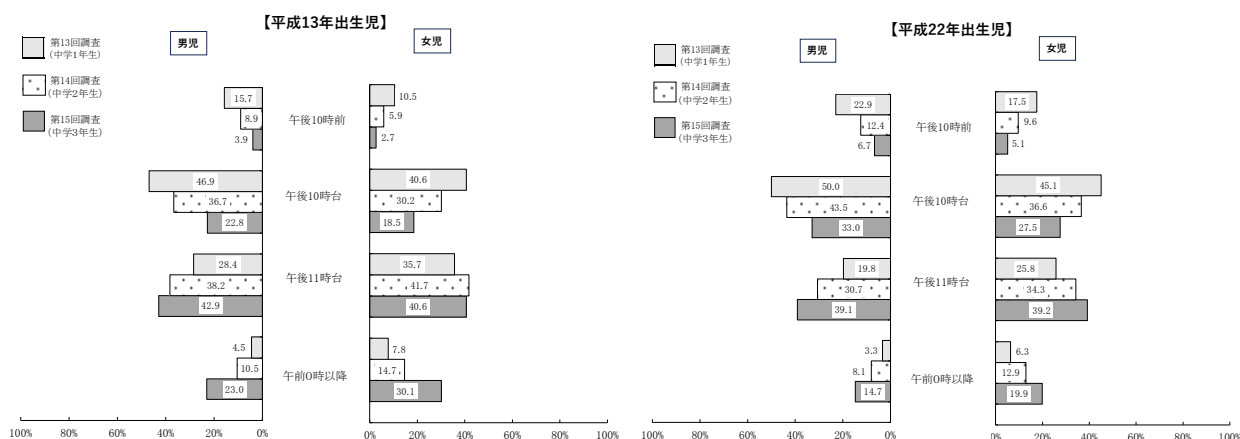 【平成13年出生児】
男児
女児
第13回調査
(中学1年生)
第14回調査
(中学2年生)
第15回調査
(中学3年生)
15.7
8.9
3.9
午後10時前
10.5
5.9
2.7
46.9
36.7
22.8
午後10時台
40.6
30.2
18.5
28.4
38.2
42.9
午後11時台
35.7
41.7
40.6
4.5
10.5
23.0
午前0時以降
7.8
14.7
30.1
100% 80% 60% 40% 20% 0%
0% 20% 40% 60% 80% 100%
【平成22年出生児】
男児
女児
第13回調査
(中学1年生)
第14回調査
(中学2年生)
第15回調査
(中学3年生)
22.9
12.4
6.7
午後10時前
17.5
9.6
5.1
50.0
43.5
33.0
午後10時台
45.1
36.6
27.5
19.8
30.7
39.1
午後11時台
25.8
34.3
39.2
3.3
8.1
14.7
午前0時以降
6.3
12.9
19.9
100% 80% 60% 40% 20% 0%
0% 20% 40% 60% 80% 100%